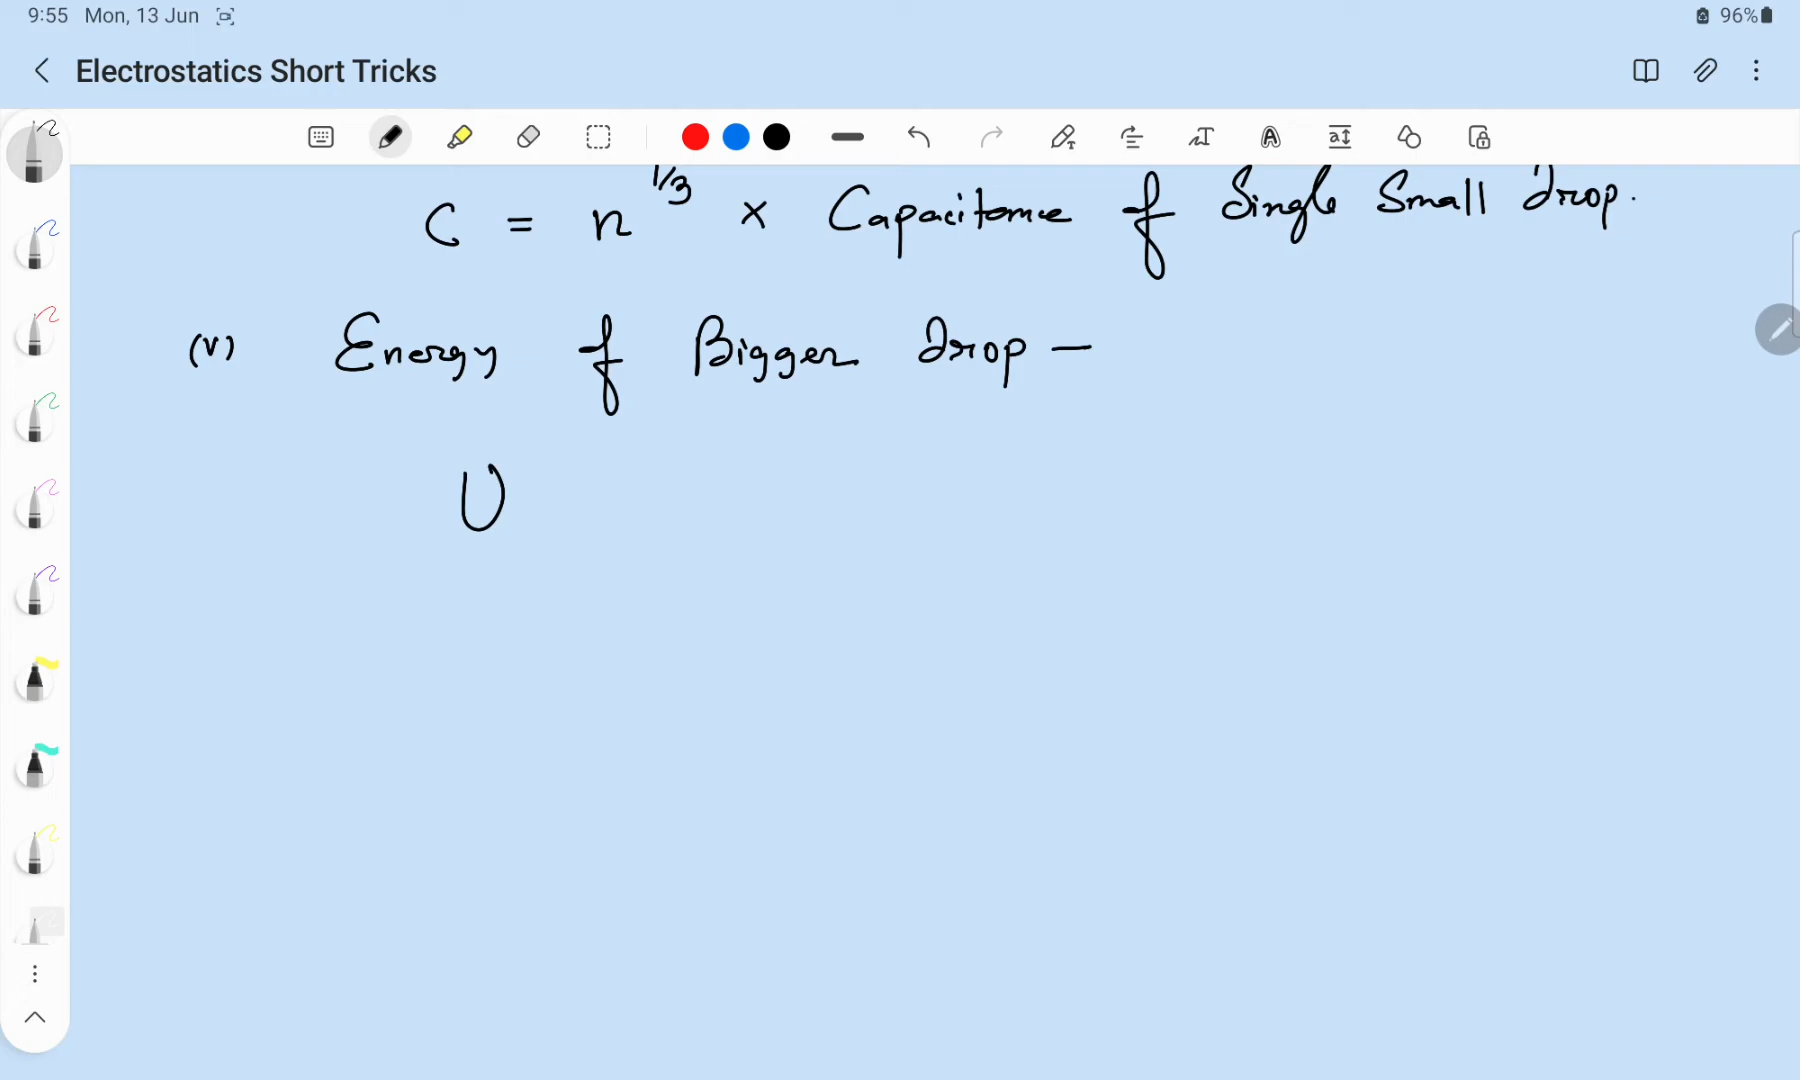 9:55 Mon, 13 Jun 96%
Electrostatics Short Tricks
C = n^1/3 × Capacitance of Single Small drop.
(V) Energy of Bigger drop —
U